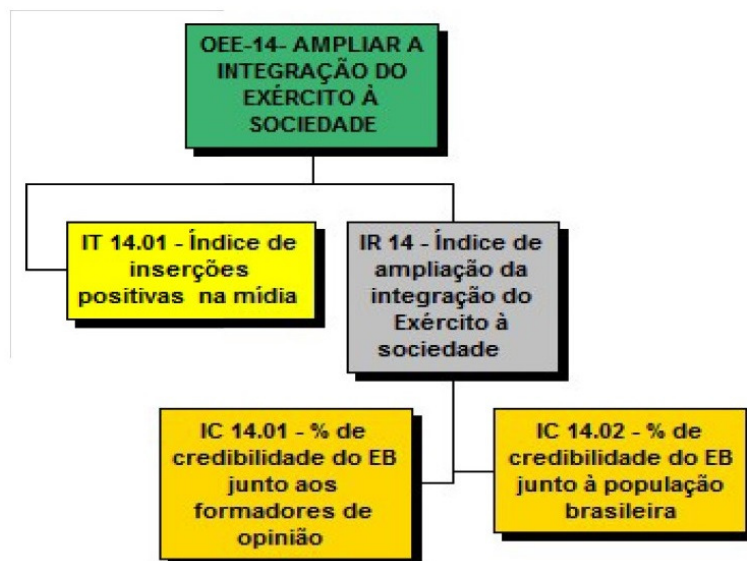 OEE-14- AMPLIAR A
INTEGRAÇÃO DO
EXÉRCITO À
SOCIEDADE
IT 14.01 - Índice de
inserções
positivas na mídia
IR 14 - Índice de
ampliação da
integração do
Exército à
sociedade
IC 14.01 - % de
credibilidade do EB
junto aos
formadores de
opinião
IC 14.02 - % de
credibilidade do EB
junto à população
brasileira